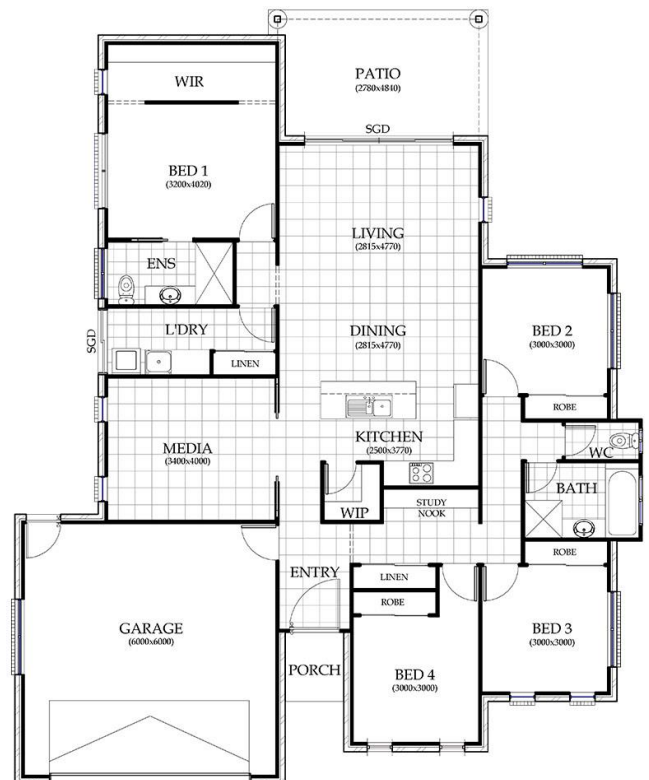 PATIO
(2780x4840)
WIR
SGD
BED 1
(3200x4020)
LIVING
(2815x4770)
ENS
L'DRY
SGD
LINEN
DINING
(2815x4770)
BED 2
(3000x3000)
ROBE
KITCHEN
(2500x3770)
MEDIA
(3400x4000)
WC
BATH
WIP
STUDY
NOOK
ROBE
ENTRY
LINEN
ROBE
GARAGE
(6000x6000)
BED 3
(3000x3000)
PORCH
BED 4
(3000x3000)